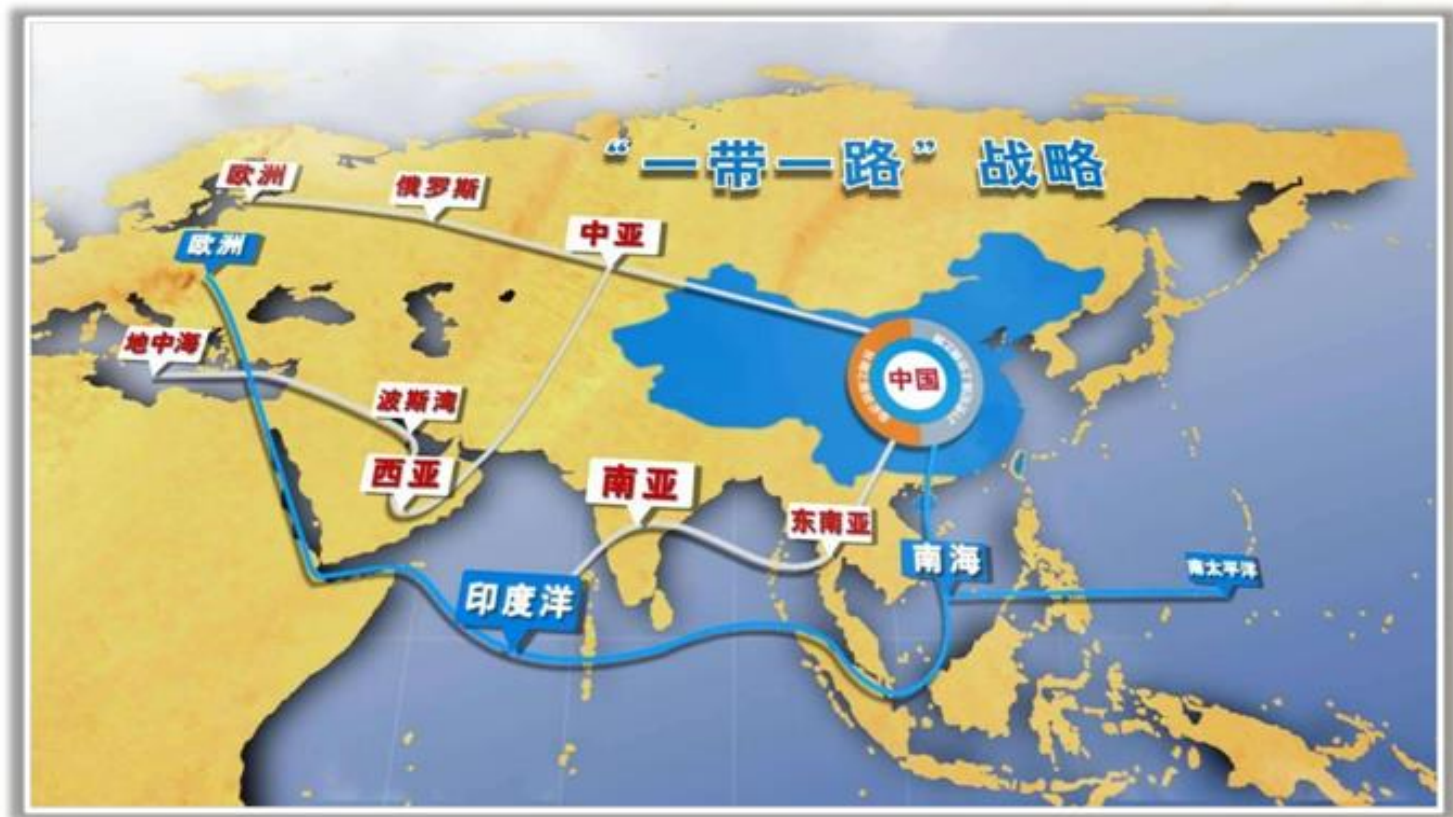 “一带一路”战略
欧洲
俄罗斯
中亚
欧洲
地中海
波斯湾
西亚
南亚
东南亚
中国
南海
南太平洋
印度洋